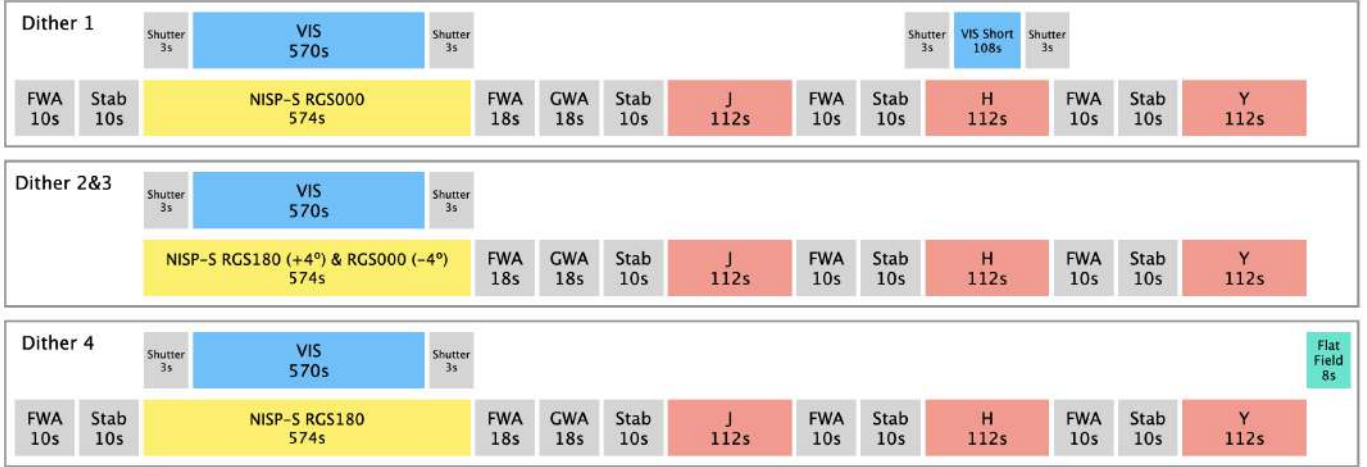 Dither 1
Shutter
3s
VIS
570s
Shutter
3s
Shutter
3s
VIS Short
108s
Shutter
3s
FWA
10s
Stab
10s
NISP-S RGS000
574s
FWA
18s
GWA
18s
Stab
10s
J
112s
FWA
10s
Stab
10s
H
112s
FWA
10s
Stab
10s
Y
112s
Dither 2&3
Shutter
3s
VIS
570s
Shutter
3s
NISP-S RGS180 (+4º) & RGS000 (-4º)
574s
FWA
18s
GWA
18s
Stab
10s
J
112s
FWA
10s
Stab
10s
H
112s
FWA
10s
Stab
10s
Y
112s
Dither 4
Shutter
3s
VIS
570s
Shutter
3s
Flat
Field
8s
FWA
10s
Stab
10s
NISP-S RGS180
574s
FWA
18s
GWA
18s
Stab
10s
J
112s
FWA
10s
Stab
10s
H
112s
FWA
10s
Stab
10s
Y
112s